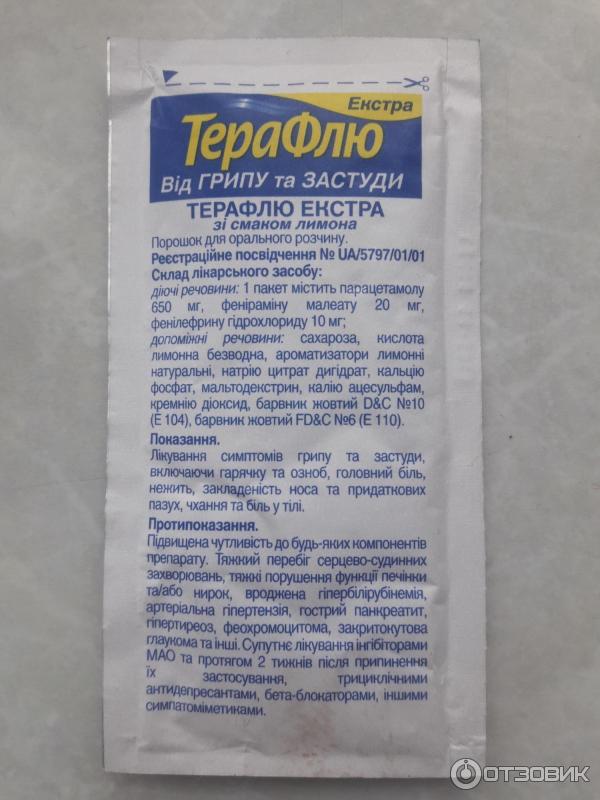 Екстра
ТераФлю
Від ГРИПУ та ЗАСТУДИ
ТЕРАФЛЮ ЕКСТРА
зі смаком лимона
Порошок для орального розчину.
Реєстраційне посвідчення № UA/5797/01/01
Склад лікарського засобу:
діючі речовини: 1 пакет містить парацетамолу
650 мг, феніраміну малеату 20 мг,
фенілефрину гідрохлориду 10 мг;
допоміжні речовини: сахароза, кислота
лимонна безводна, ароматизатори лимонні
натуральні, натрію цитрат дигідрат, кальцію
фосфат, мальтодекстрин, калію ацесульфам,
кремнію діоксид, барвник жовтий D&C №10
(Е 104), барвник жовтий FD&C №6 (Е 110).
Показання.
Лікування симптомів грипу та застуди,
включаючи гарячку та озноб, головний біль,
нежить, закладеність носа та придаткових
пазух, чхання та біль у тілі.
Протипоказання.
Підвищена чутливість до будь-яких компонентів
препарату. Тяжкий перебіг серцево-судинних
захворювань, тяжкі порушення функції печінки
та/або нирок, вроджена гіпербілірубінемія,
артеріальна гіпертензія, гострий панкреатит,
гіпертиреоз, феохромоцитома, закритокутова
глаукома та інші. Супутнє лікування інгібіторами
МАО та протягом 2 тижнів після припинення
їх застосування, трициклічними
антидепресантами, бета-блокаторами, іншими
симпатоміметиками.
ОТЗОВИК